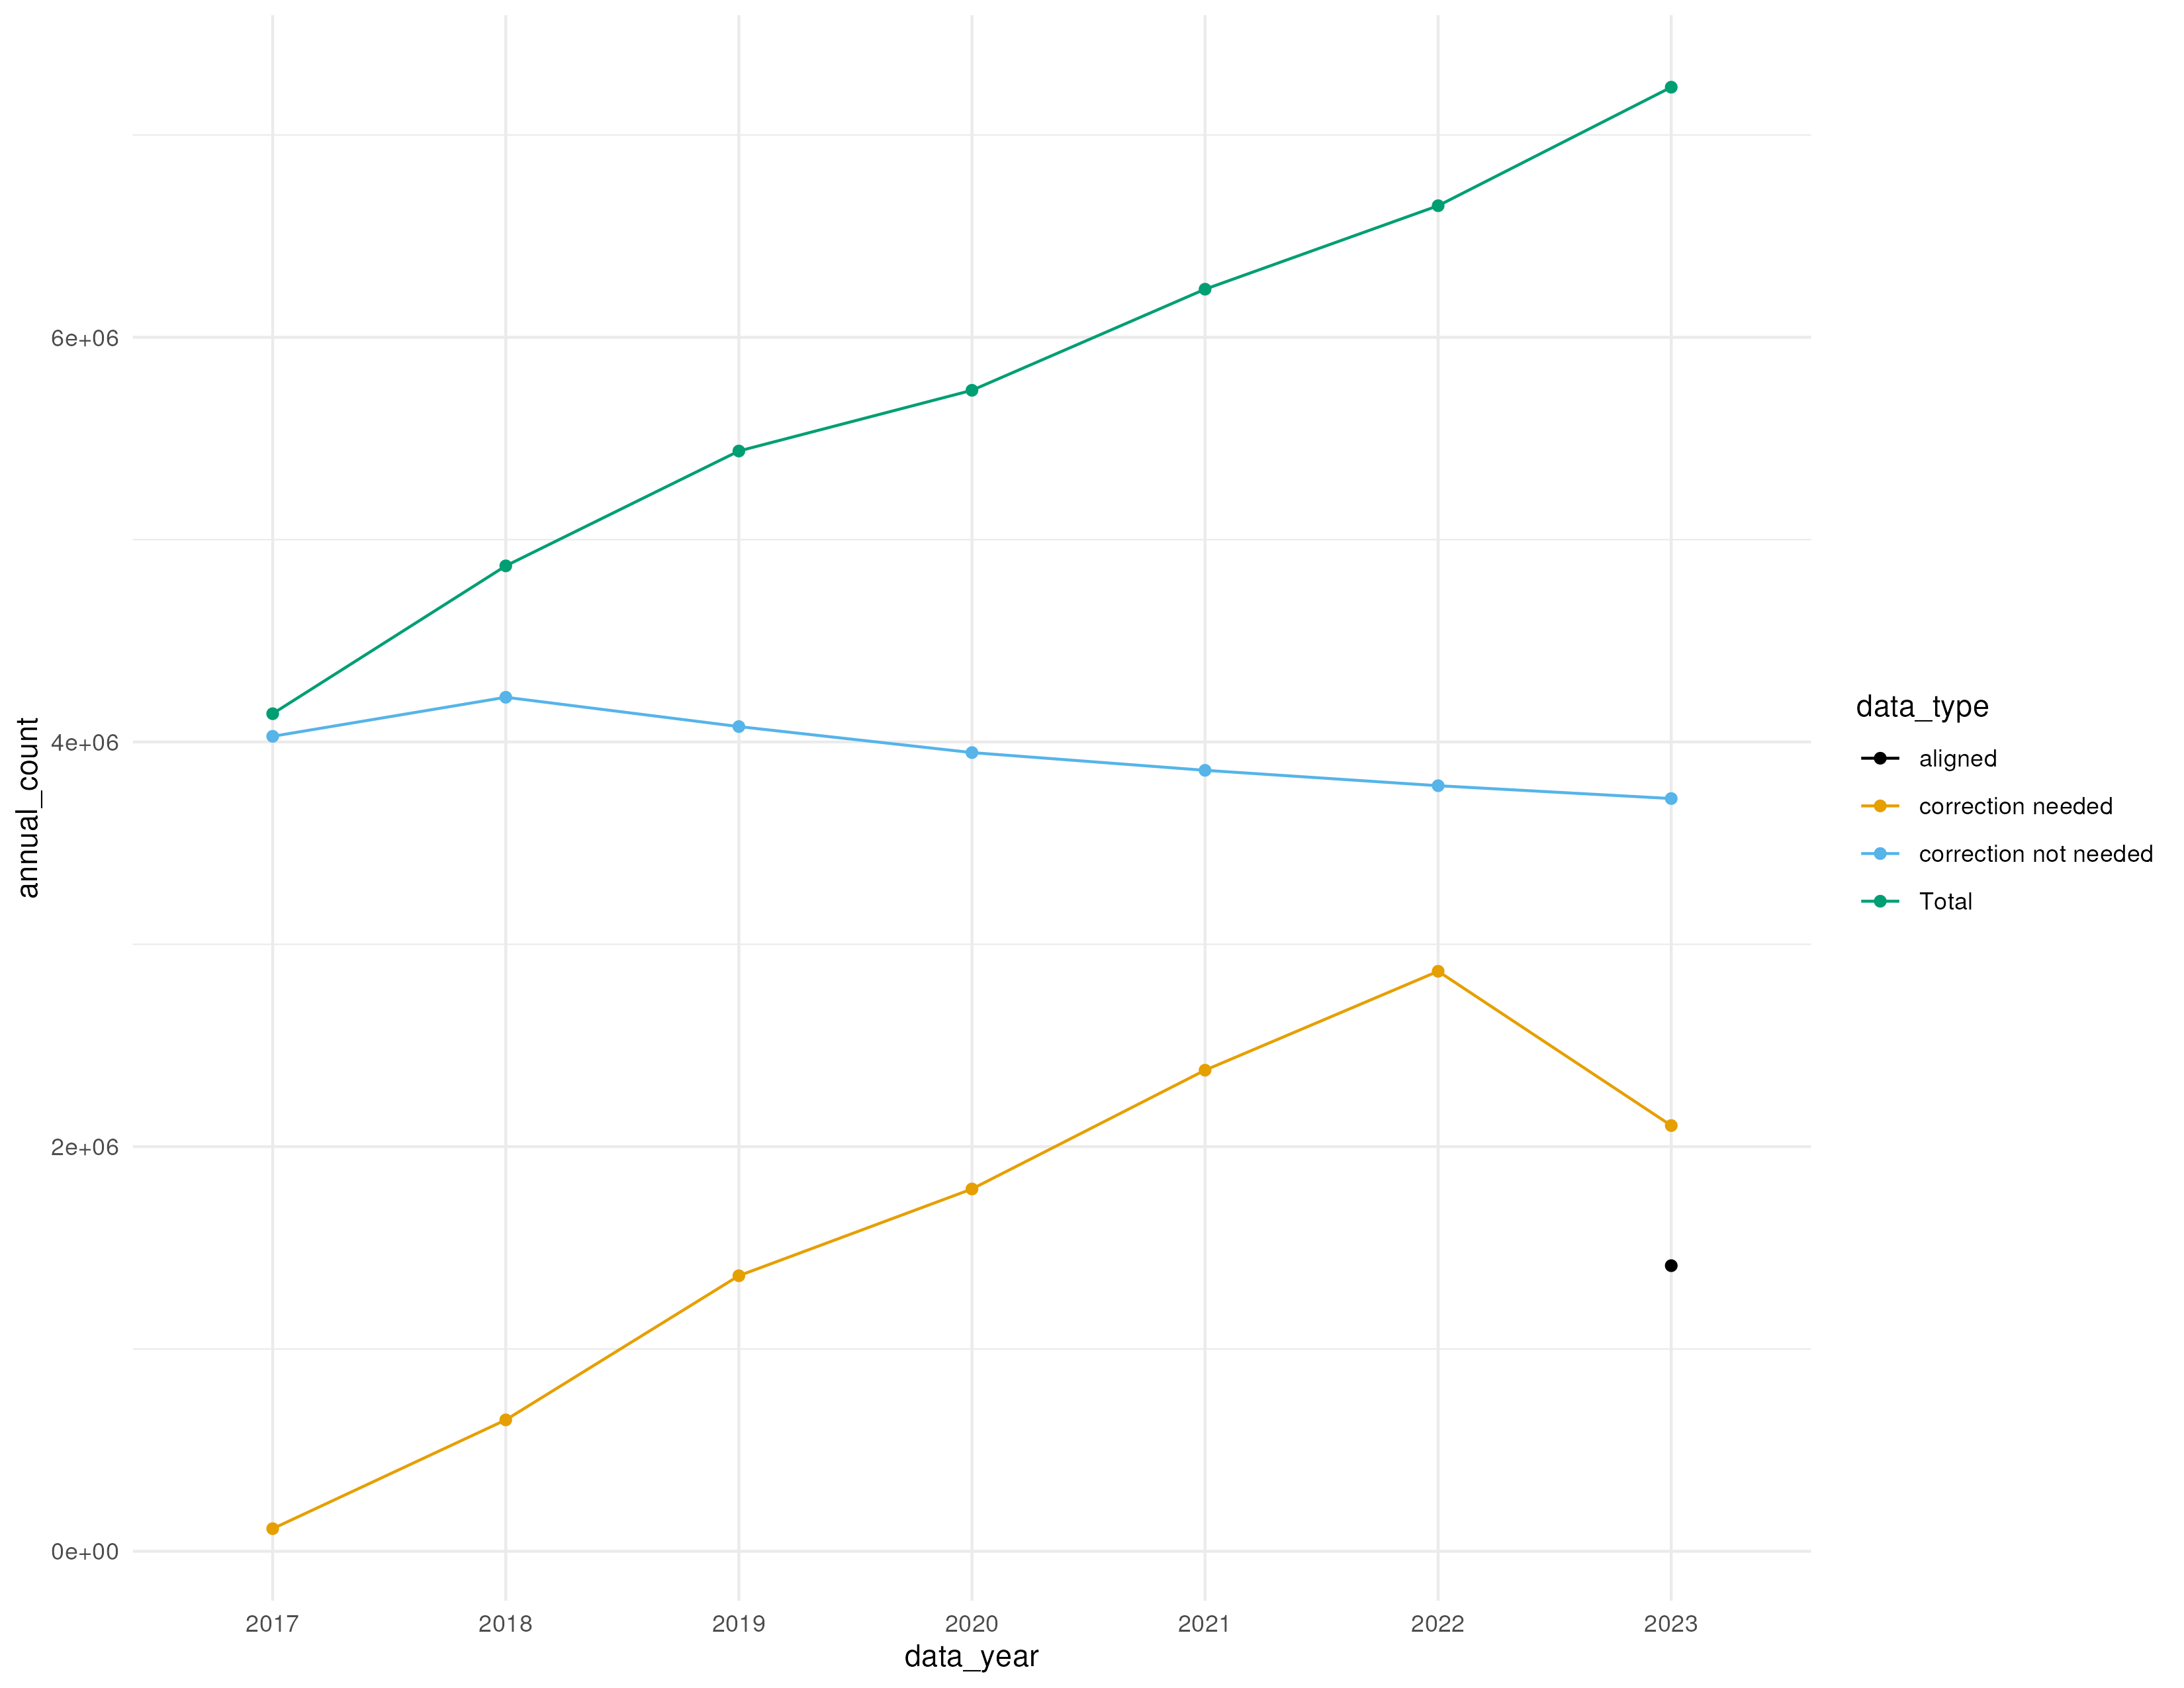 annual_count
6e+06
4e+06
2e+06
0e+00
2017 2018 2019 2020 2021 2022 2023
data_year
data_type
aligned
correction needed
correction not needed
Total